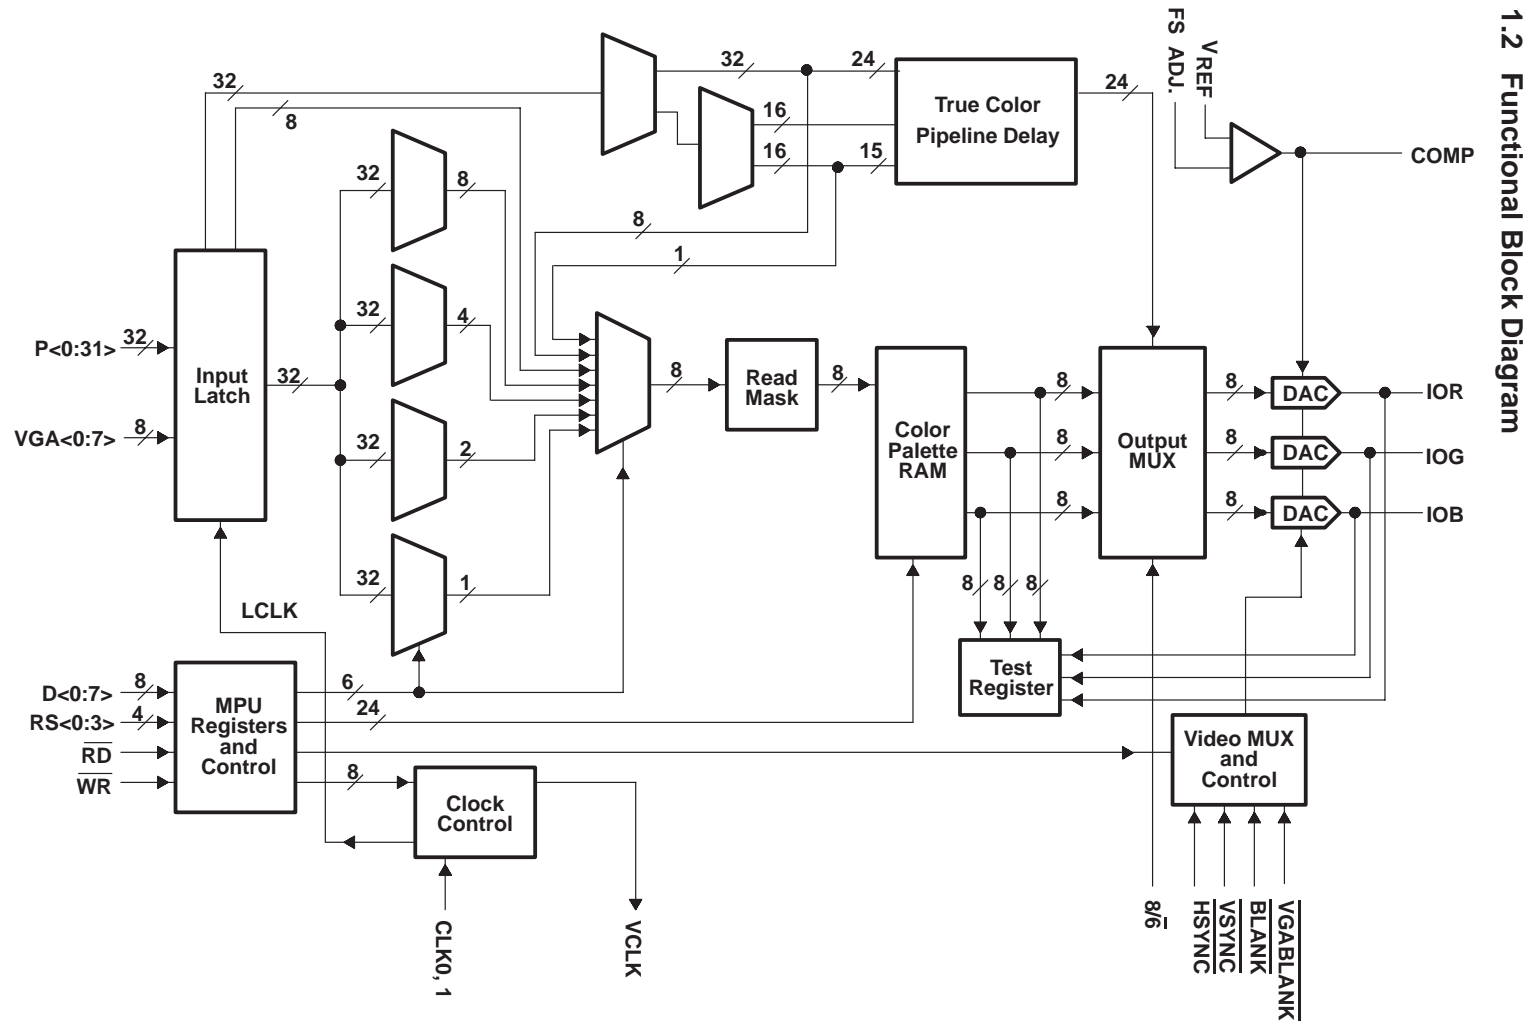 1.2 Functional Block Diagram
FS ADJ.
VREF
COMP
32
8
32
24
24
True Color
Pipeline Delay
16
16
15
8
1
32
8
32
4
32
2
32
1
P<0:31>
32
VGA<0:7>
8
Input
Latch
32
8
Read
Mask
8
Color
Palette
RAM
8
8
8
Output
MUX
8
8
8
DAC
DAC
DAC
IOR
IOG
IOB
8
8
8
Test
Register
LCLK
D<0:7>
8
RS<0:3>
4
RD
WR
MPU
Registers
and
Control
6
24
8
Clock
Control
CLK0, 1
VCLK
Video MUX
and
Control
8/6
HSYNC
VSYNC
BLANK
VGABLANK